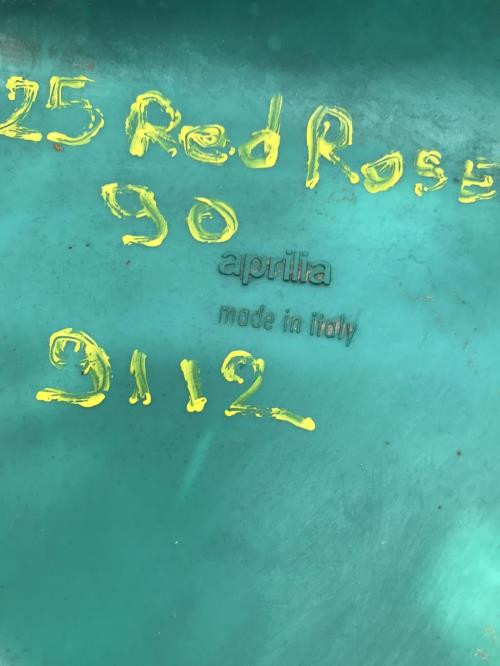 25 Red Rose
90
aprilia
made in italy
9112